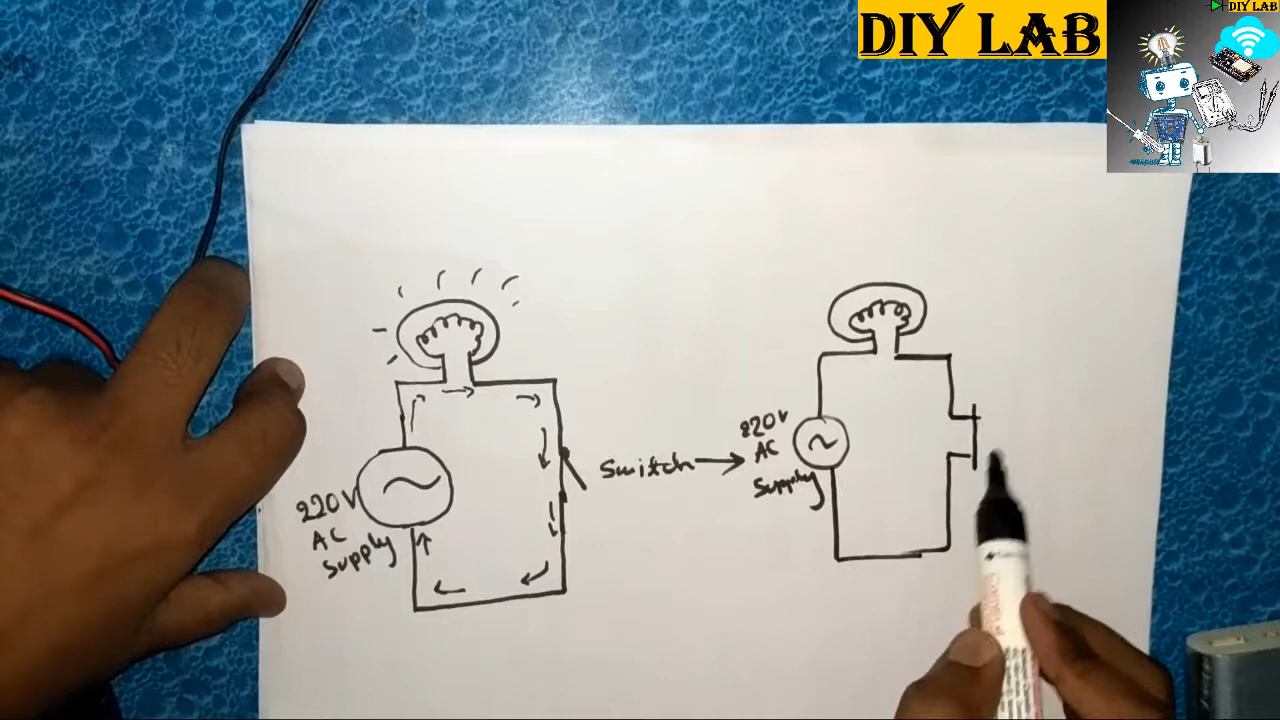 DIY LAB
DIY LAB
220V
AC
Supply
Switch
220V
AC
Supply